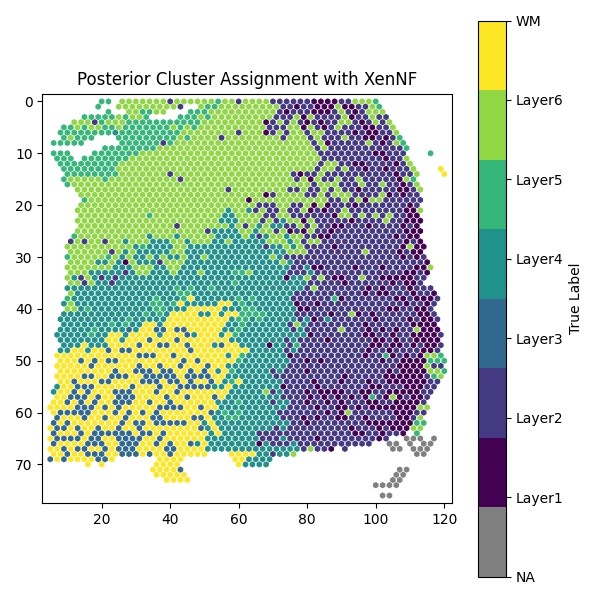 Posterior Cluster Assignment with XenNF
0
10
20
30
40
50
60
70
20
40
60
80
100
120
WM
Layer6
Layer5
Layer4
Layer3
Layer2
Layer1
NA
True Label